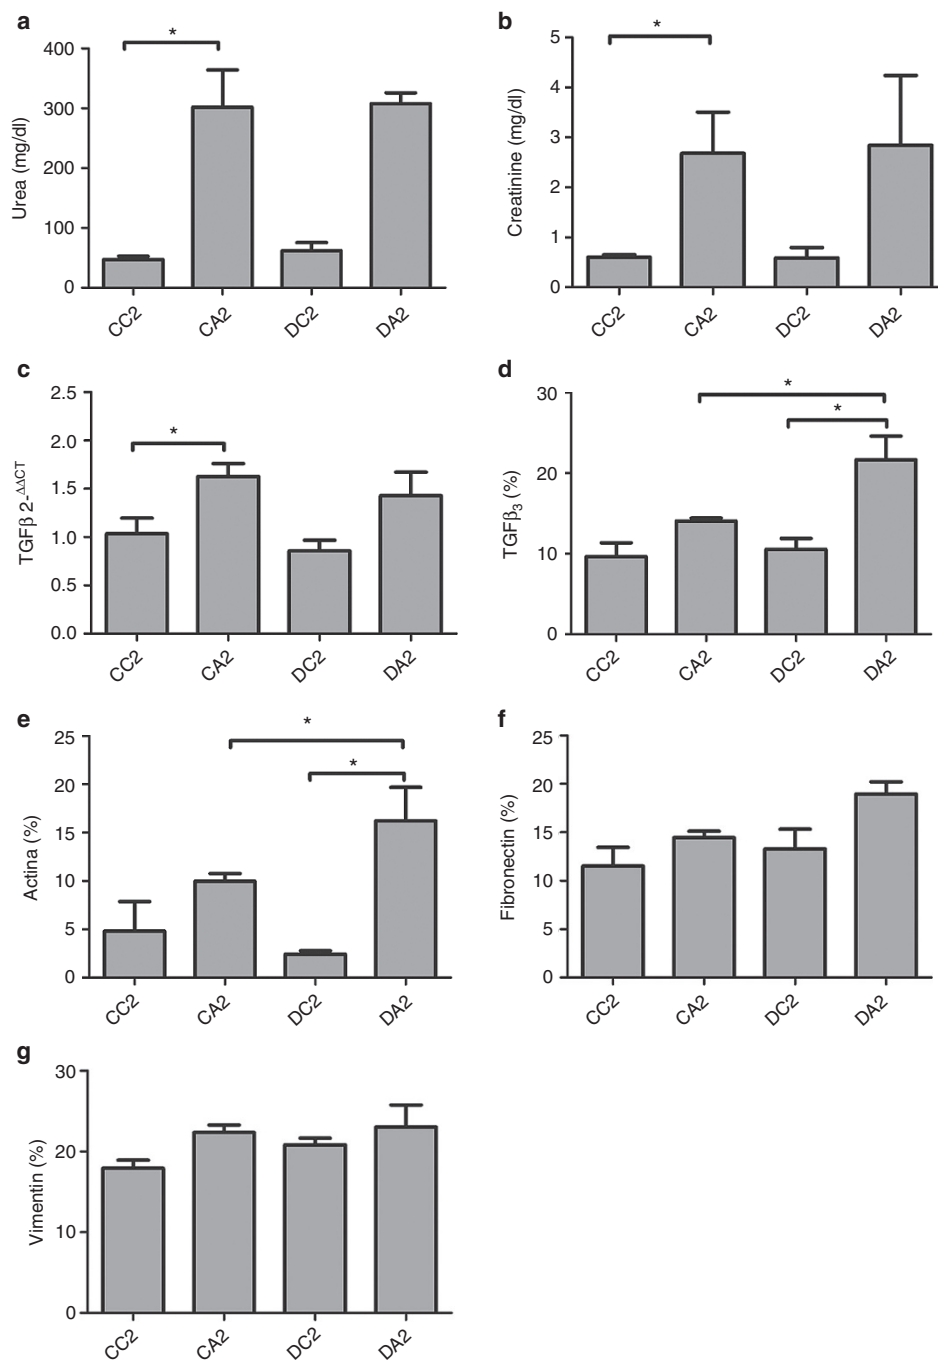 a
*
400
300
200
100
0
Urea (mg/dl)
CC2 CA2 DC2 DA2
b
*
5
4
3
2
1
0
Creatinine (mg/dl)
CC2 CA2 DC2 DA2
c
*
2.5
2.0
1.5
1.0
0.5
0.0
TGFβ 2-ΔΔCT
CC2 CA2 DC2 DA2
d
*
*
30
20
10
0
TGFβ3 (%)
CC2 CA2 DC2 DA2
e
*
*
25
20
15
10
5
0
Actina (%)
CC2 CA2 DC2 DA2
f
25
20
15
10
5
0
Fibronectin (%)
CC2 CA2 DC2 DA2
g
30
20
10
0
Vimentin (%)
CC2 CA2 DC2 DA2